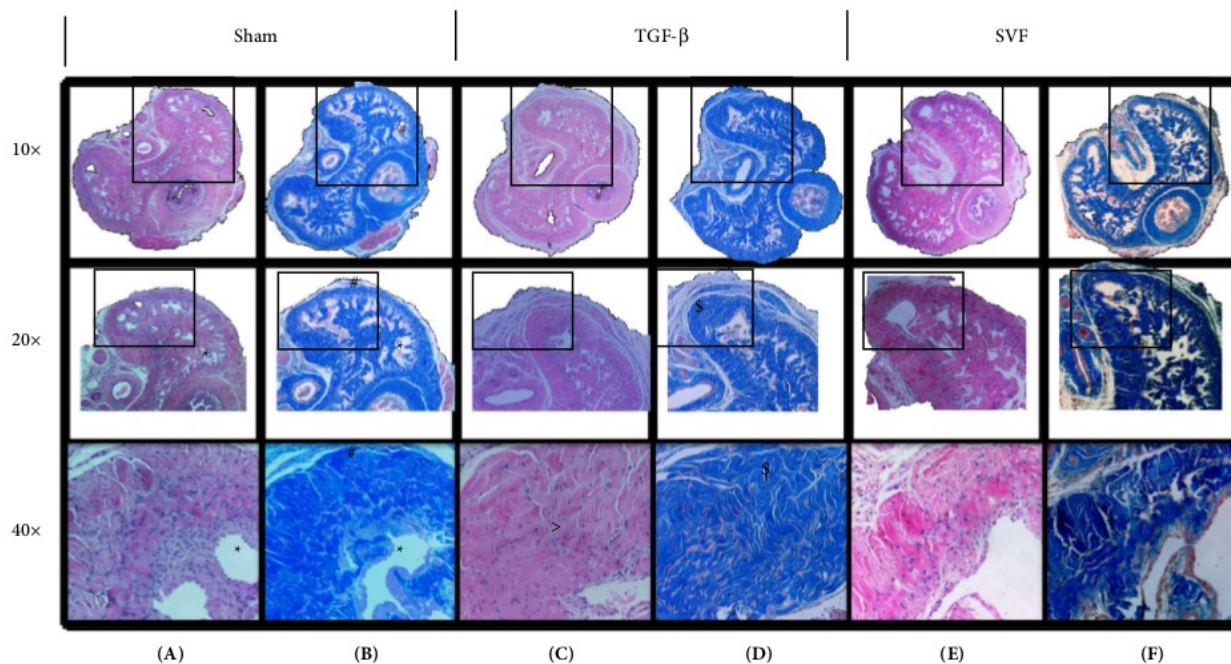 Sham TGF-β SVF
10×
#
20×
# $
* *
40×
# $
* * >
(A) (B) (C) (D) (E) (F)